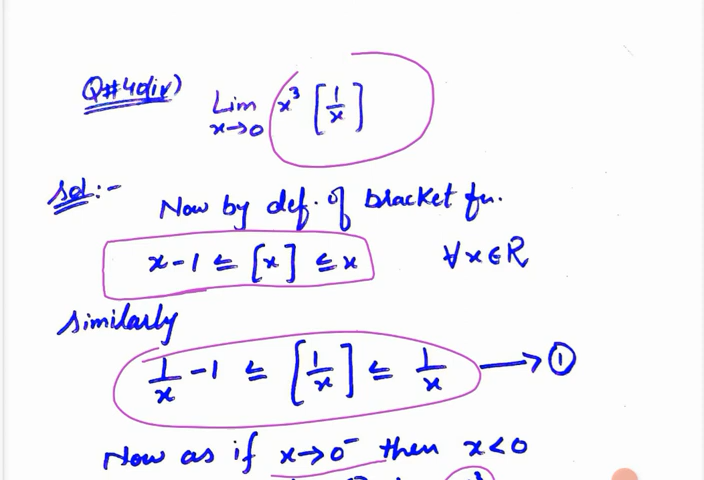 Q#40(iv)
Lim x→0 x³ [1/x]
Sol:-
Now by def. of bracket fn.
x-1 ≤ [x] ≤ x ∀x∈R
Similarly
1/x -1 ≤ [1/x] ≤ 1/x → ①
Now as if x→0⁻ then x<0